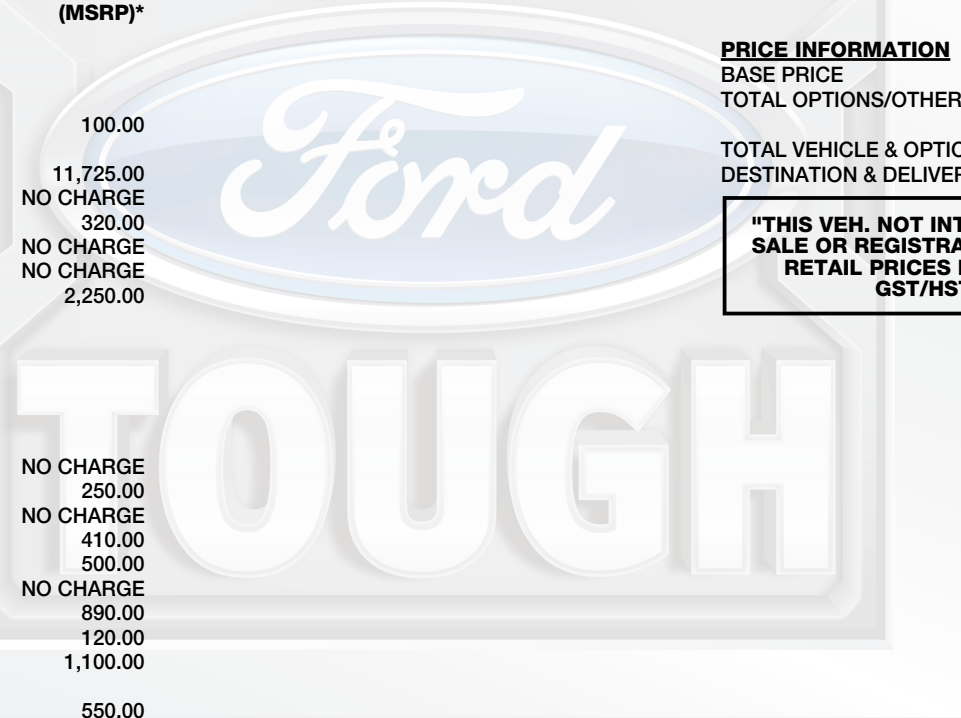 (MSRP)*
100.00
11,725.00
NO CHARGE
320.00
NO CHARGE
NO CHARGE
2,250.00
NO CHARGE
250.00
NO CHARGE
410.00
500.00
NO CHARGE
890.00
120.00
1,100.00
550.00
Ford
TOUGH
PRICE INFORMATION
BASE PRICE
TOTAL OPTIONS/OTHER
TOTAL VEHICLE & OPTIO
DESTINATION & DELIVER
"THIS VEH. NOT INT
SALE OR REGISTRA
RETAIL PRICES
GST/HST